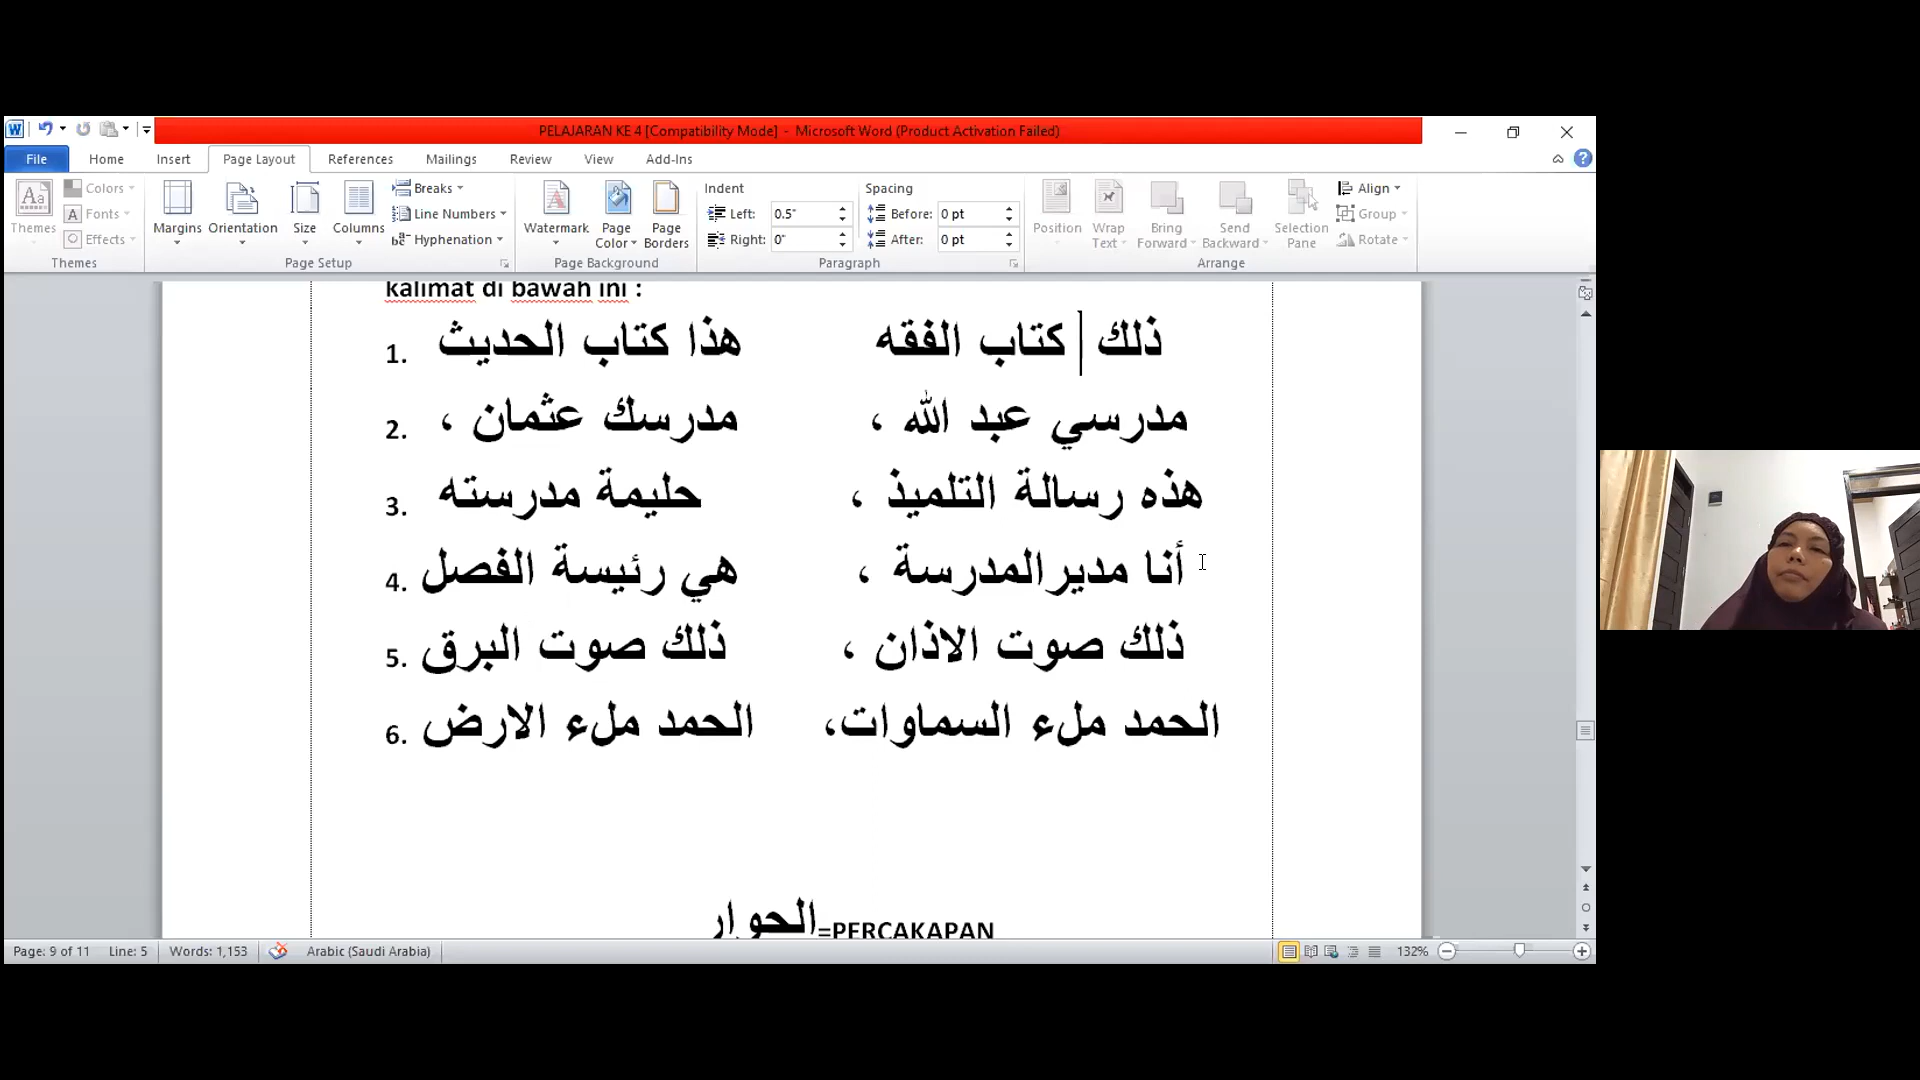 PELAJARAN KE 4 [Compatibility Mode] - Microsoft Word (Product Activation Failed)
File Home Insert Page Layout References Mailings Review View Add-Ins
Colors Breaks Indent Spacing Align
Fonts Line Numbers Left: 0.5" Before: 0 pt Group
Themes Effects Margins Orientation Size Columns Hyphenation Watermark Page Color Page Borders Right: 0" After: 0 pt Position Wrap Text Bring Forward Send Backward Selection Pane Rotate
Themes Page Setup Page Background Paragraph Arrange
kalimat di bawah ini :
1. ذلك كتاب الفقه هذا كتاب الحديث
2. مدرسي عبد الله ، مدرسك عثمان ،
3. هذه رسالة التلميذ ، حليمة مدرسته
4. أنا مديرالمدرسة ، هي رئيسة الفصل
5. ذلك صوت الاذان ، ذلك صوت البرق
6. الحمد ملء السماوات، الحمد ملء الارض
الحوار=PERCAKAPAN
Page: 9 of 11 Line: 5 Words: 1,153 Arabic (Saudi Arabia) 132%